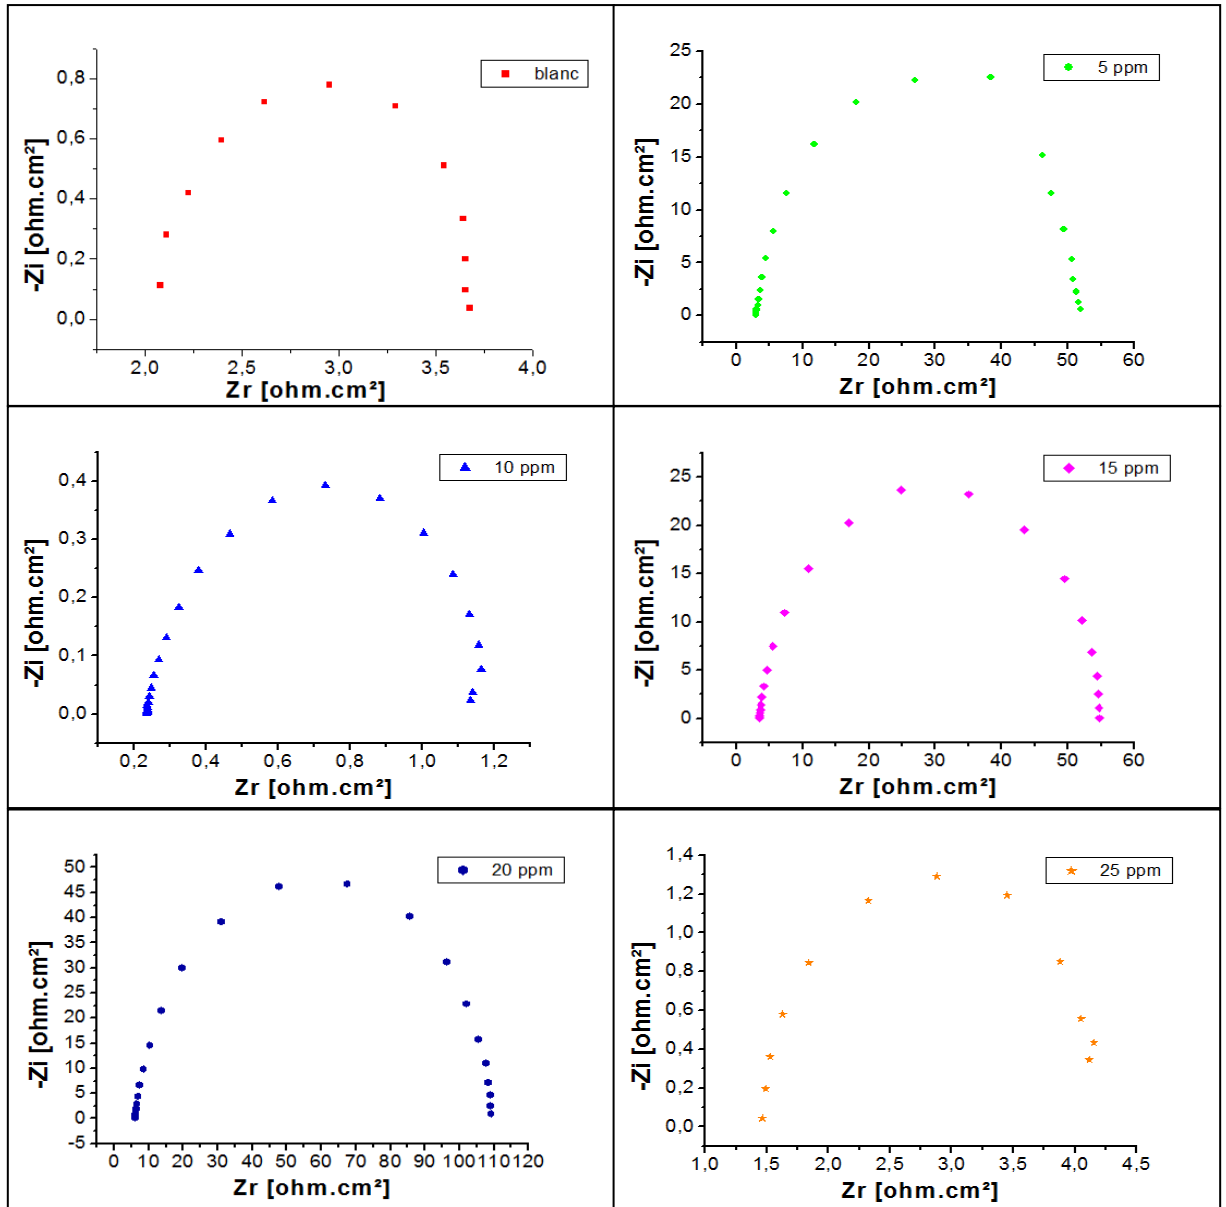 blanc
0,8
0,6
0,4
0,2
0,0
-Zi [ohm.cm²]
2,0 2,5 3,0 3,5 4,0
Zr [ohm.cm²]
5 ppm
25
20
15
10
5
0
-Zi [ohm.cm²]
0 10 20 30 40 50 60
Zr [ohm.cm²]
10 ppm
0,4
0,3
0,2
0,1
0,0
-Zi [ohm.cm²]
0,2 0,4 0,6 0,8 1,0 1,2
Zr [ohm.cm²]
15 ppm
25
20
15
10
5
0
-Zi [ohm.cm²]
0 10 20 30 40 50 60
Zr [ohm.cm²]
20 ppm
50
45
40
35
30
25
20
15
10
5
0
-5
-Zi [ohm.cm²]
0 10 20 30 40 50 60 70 80 90 100 110 120
Zr [ohm.cm²]
25 ppm
1,4
1,2
1,0
0,8
0,6
0,4
0,2
0,0
-Zi [ohm.cm²]
1,0 1,5 2,0 2,5 3,0 3,5 4,0 4,5
Zr [ohm.cm²]